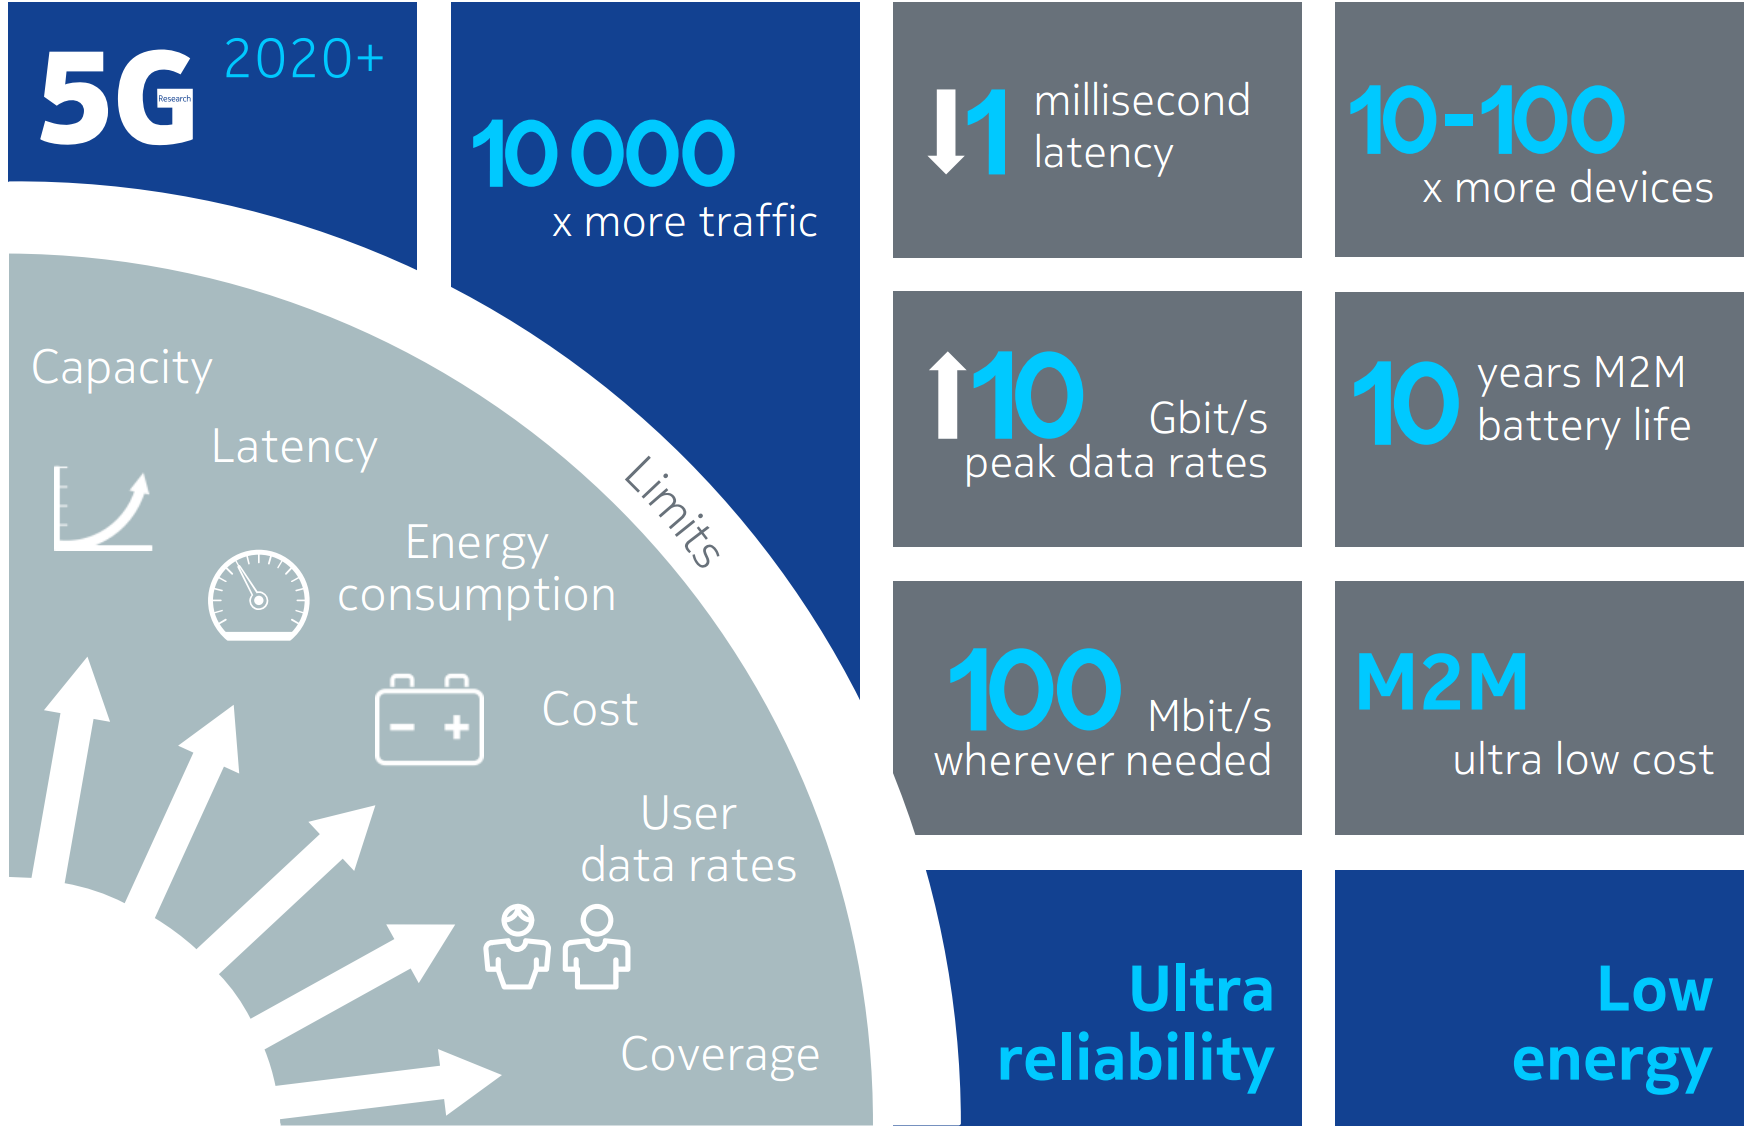 5G 2020+
Research
10 000
x more traffic
1 millisecond
latency
10-100
x more devices
Capacity
Latency
Energy
consumption
Cost
User
data rates
Coverage
Limits
10 Gbit/s
peak data rates
10 years M2M
battery life
100 Mbit/s
wherever needed
M2M
ultra low cost
Ultra
reliability
Low
energy